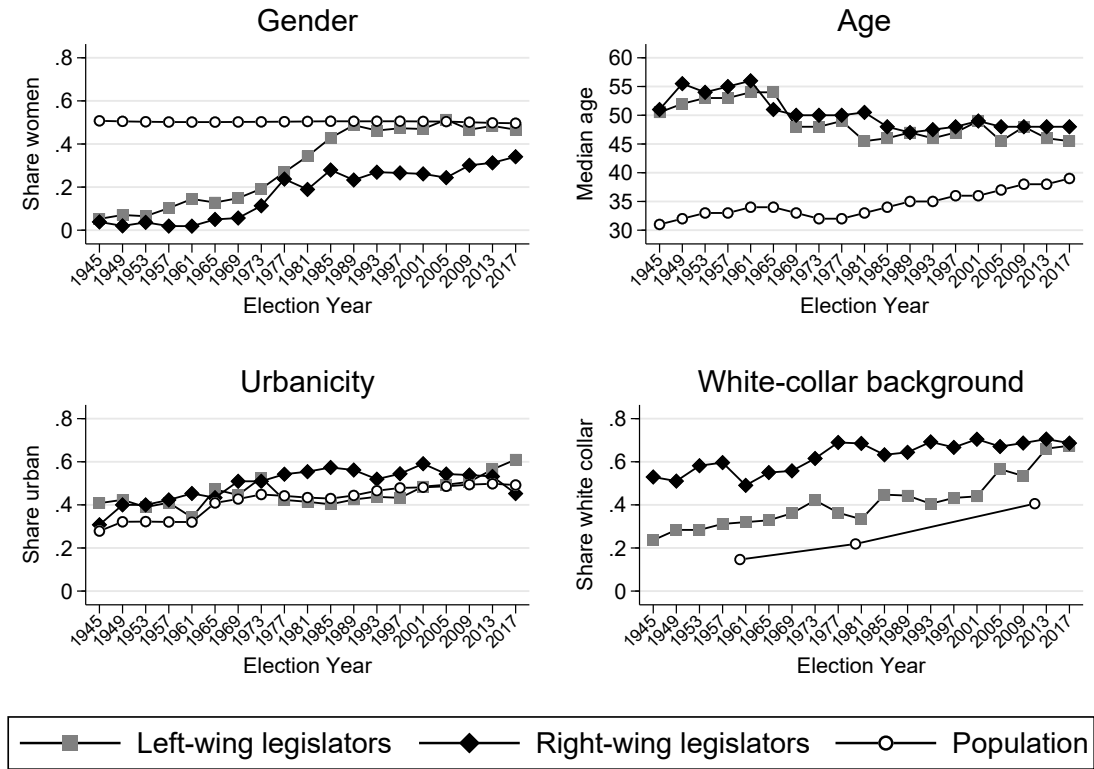 Gender
Share women
.8
.6
.4
.2
0
1945 1949 1953 1957 1961 1965 1969 1973 1977 1981 1985 1989 1993 1997 2001 2005 2009 2013 2017
Election Year
Age
Median age
60
55
50
45
40
35
30
1945 1949 1953 1957 1961 1965 1969 1973 1977 1981 1985 1989 1993 1997 2001 2005 2009 2013 2017
Election Year
Urbanicity
Share urban
.8
.6
.4
.2
0
1945 1949 1953 1957 1961 1965 1969 1973 1977 1981 1985 1989 1993 1997 2001 2005 2009 2013 2017
Election Year
White-collar background
Share white collar
.8
.6
.4
.2
0
1945 1949 1953 1957 1961 1965 1969 1973 1977 1981 1985 1989 1993 1997 2001 2005 2009 2013 2017
Election Year
Left-wing legislators Right-wing legislators Population